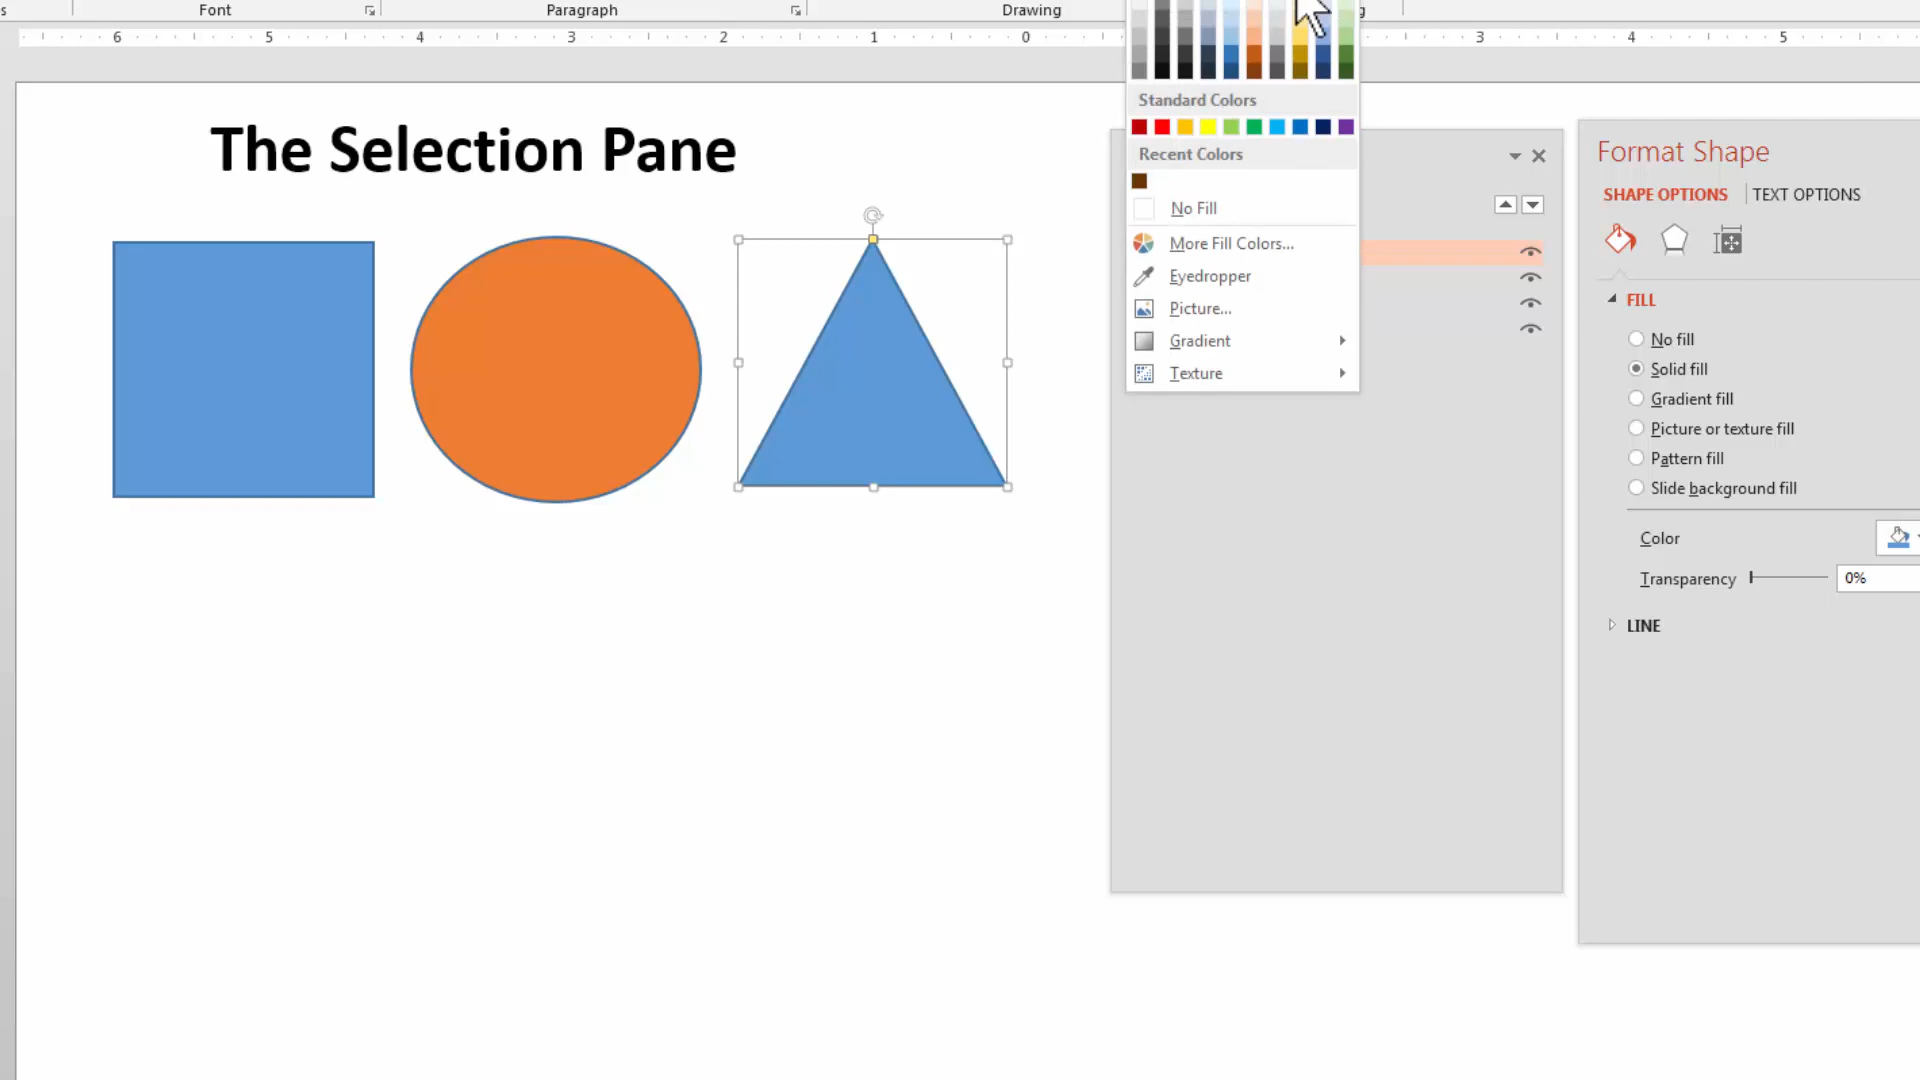 Font
Paragraph
Drawing
6 5 4 3 2 1 0 3 4 5
Standard Colors
Recent Colors
No Fill
More Fill Colors...
Eyedropper
Picture...
Gradient
Texture
The Selection Pane
Format Shape
SHAPE OPTIONS
TEXT OPTIONS
FILL
No fill
Solid fill
Gradient fill
Picture or texture fill
Pattern fill
Slide background fill
Color
Transparency
0%
LINE